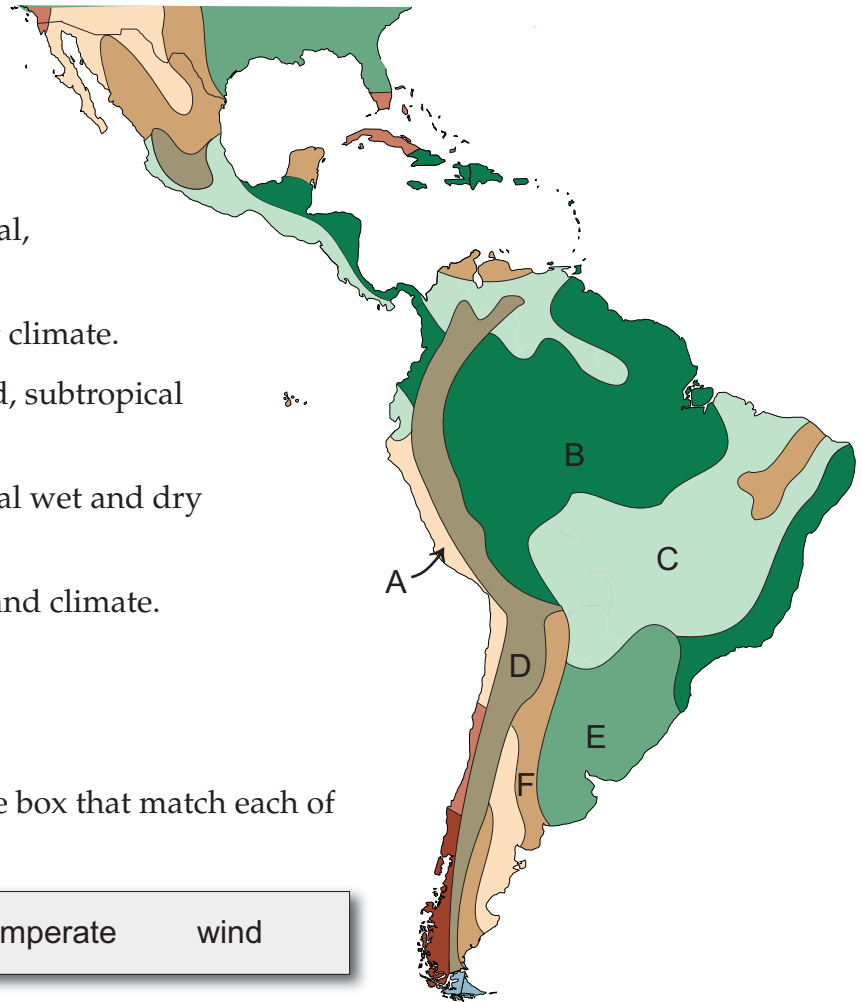 al,
climate.
d, subtropical
al wet and dry
and climate.
B
C
A
D
E
F
e box that match each of
mperate wind